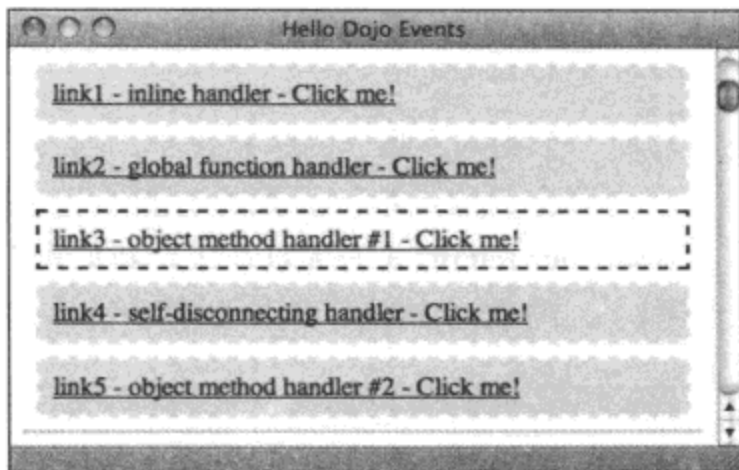 Hello Dojo Events
link1 - inline handler - Click me!
link2 - global function handler - Click me!
link3 - object method handler #1 - Click me!
link4 - self-disconnecting handler - Click me!
link5 - object method handler #2 - Click me!